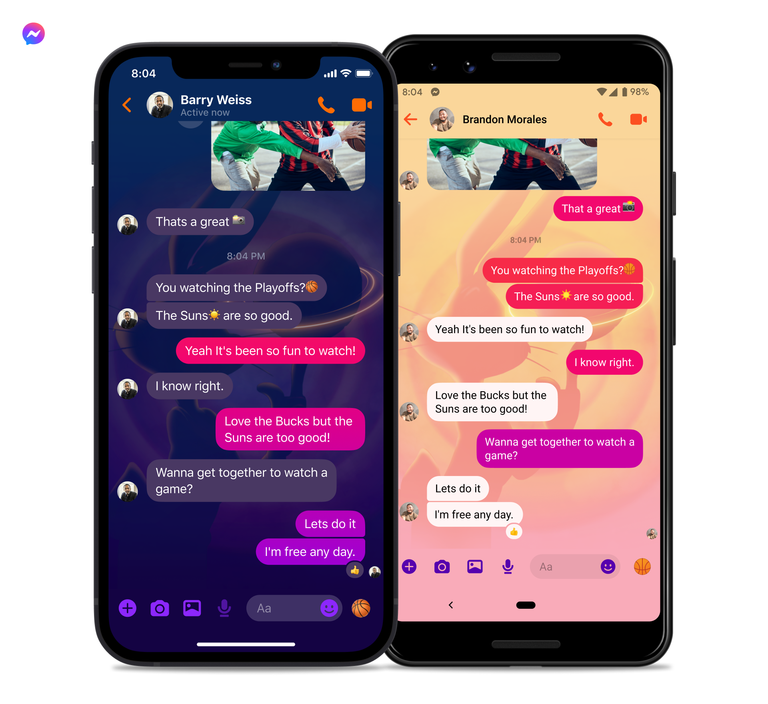 8:04
Barry Weiss
Active now
Thats a great 📸
8:04 PM
You watching the Playoffs?🏀
The Suns☀️ are so good.
Yeah It's been so fun to watch!
I know right.
Love the Bucks but the
Suns are too good!
Wanna get together to watch a
game?
Lets do it
I'm free any day.
Aa
8:04
98%
Brandon Morales
That a great 📸
8:04 PM
You watching the Playoffs?🏀
The Suns☀️ are so good.
Yeah It's been so fun to watch!
I know right.
Love the Bucks but the
Suns are too good!
Wanna get together to watch a
game?
Lets do it
I'm free any day.
Aa